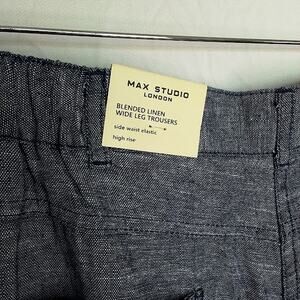 MAX STUDIO
LONDON
BLENDED LINEN
WIDE LEG TROUSERS
side waist elastic
high rise